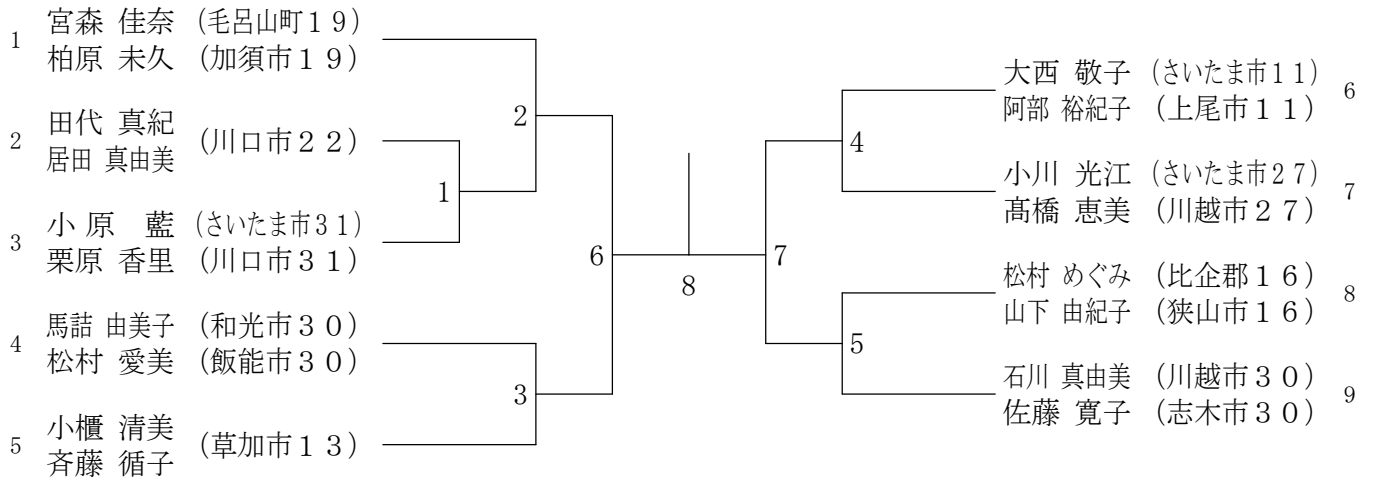 1 宮森 佳奈 (毛呂山町19)
柏原 未久 (加須市19)
2 田代 真紀 (川口市22)
居田 真由美
3 小原 藍 (さいたま市31)
栗原 香里 (川口市31)
4 馬詰 由美子 (和光市30)
松村 愛美 (飯能市30)
5 小櫃 清美 (草加市13)
斉藤 循子
2
1
6
3
8
4
7
5
大西 敬子 (さいたま市11) 6
阿部 裕紀子 (上尾市11)
小川 光江 (さいたま市27) 7
髙橋 恵美 (川越市27)
松村 めぐみ (比企郡16) 8
山下 由紀子 (狭山市16)
石川 真由美 (川越市30) 9
佐藤 寛子 (志木市30)